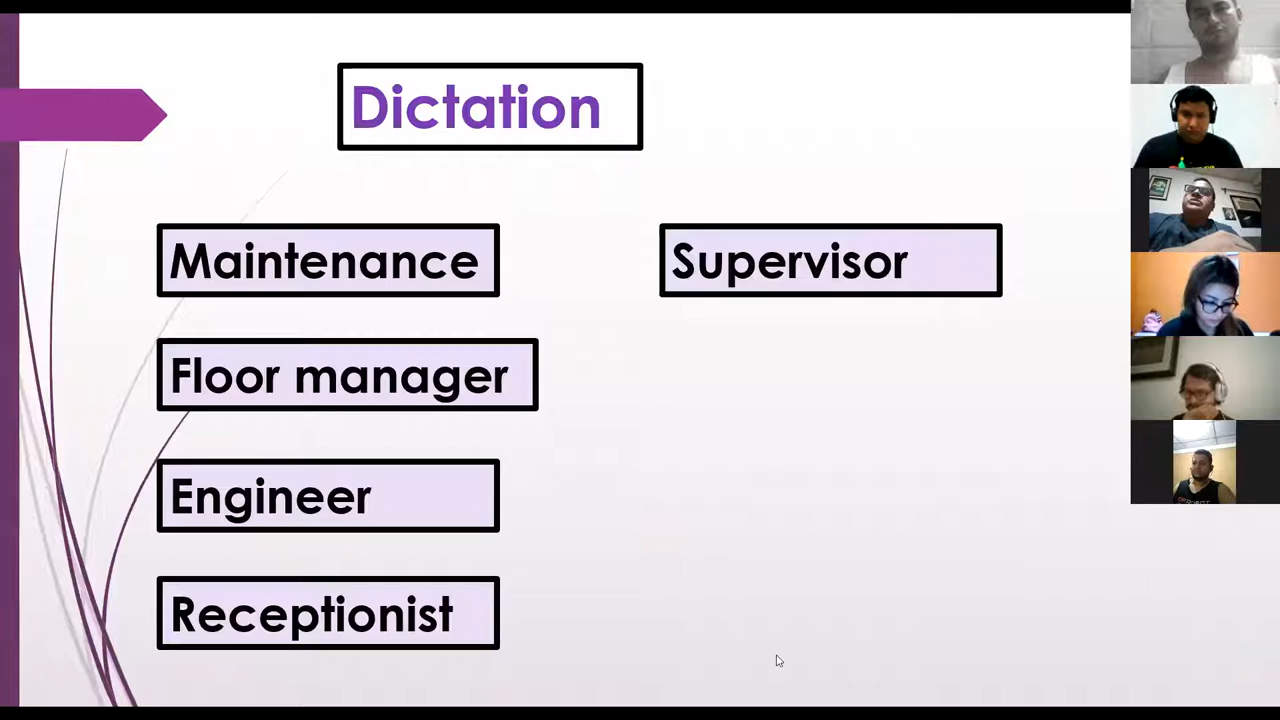 Dictation
Maintenance
Supervisor
Floor manager
Engineer
Receptionist